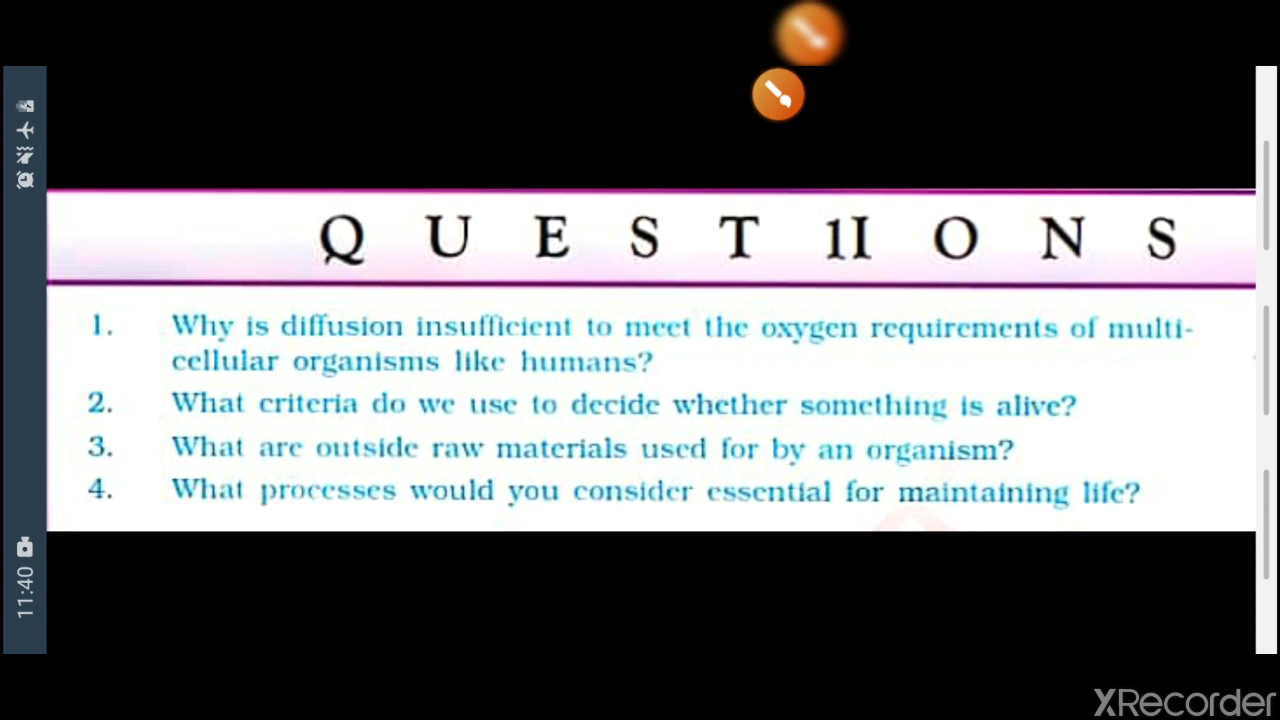 Q U E S T 1I O N S
1. Why is diffusion insufficient to meet the oxygen requirements of multi-
cellular organisms like humans?
2. What criteria do we use to decide whether something is alive?
3. What are outside raw materials used for by an organism?
4. What processes would you consider essential for maintaining life?
11:40
XRecorder